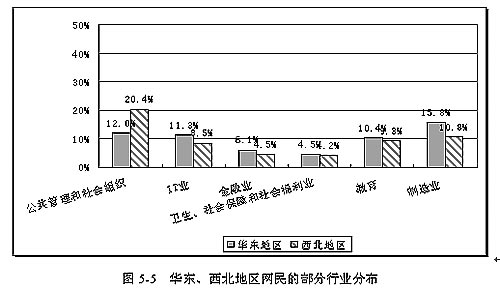 50%
40%
30%
20%
10%
0%
12.0% 20.4%
11.3% 8.5%
6.1% 4.5%
4.5% 4.2%
10.4% 9.3%
15.8% 10.8%
公共管理和社会组织
IT业
金融业
卫生、社会保障和社会福利业
教育
制造业
华东地区 西北地区
图 5-5 华东、西北地区网民的部分行业分布